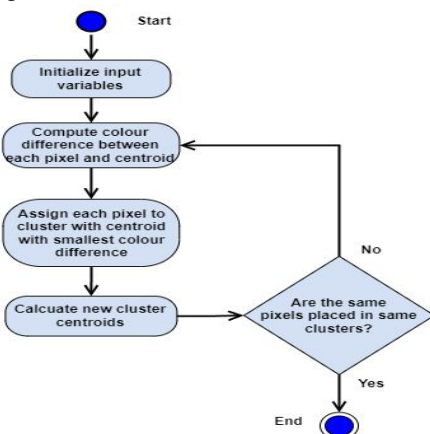 Start
Initialize input
variables
Compute colour
difference between
each pixel and centroid
Assign each pixel to
cluster with centroid
with smallest colour
difference
Calcuate new cluster
centroids
Are the same
pixels placed in same
clusters?
No
Yes
End